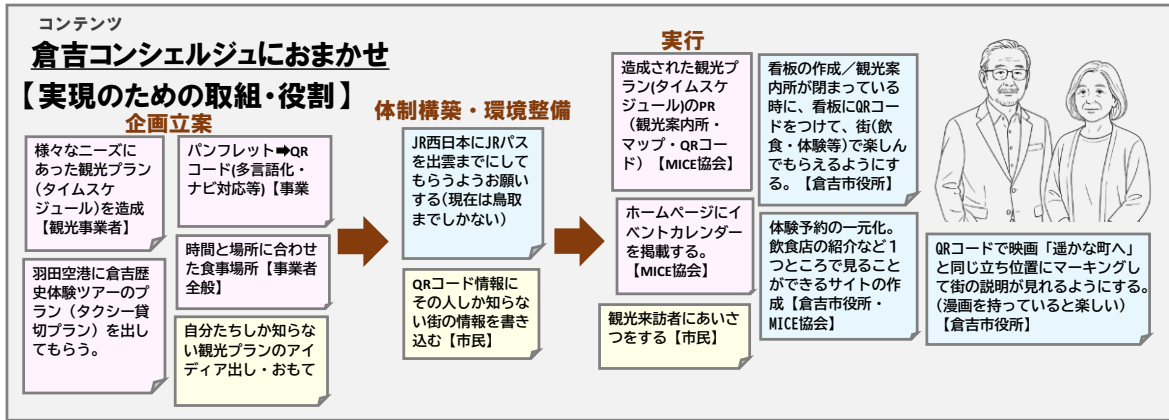 コンテンツ
倉吉コンシェルジュにおまかせ
【実現のための取組・役割】
企画立案
様々なニーズに
あった観光プラン
(タイムスケ
ジュール)を造成
【観光事業者】
パンフレット➡QR
コード(多言語化・
ナビ対応等)【事業
者】
時間と場所に合わせ
た食事場所【事業者
全般】
羽田空港に倉吉歴
史体験ツアーのプ
ラン（タクシー貸
切プラン）を出し
てもらう。
自分たちしか知らな
い観光プランのアイ
ディア出し・おもて
体制構築・環境整備
JR西日本にJRパス
を出雲までにして
もらうようお願い
する(現在は鳥取
までしかない)
QRコード情報に
その人しか知らな
い街の情報を書き
込む【市民】
実行
造成された観光プ
ラン(タイムスケ
ジュール)のPR
（観光案内所・
マップ・QRコー
ド）【MICE協会】
ホームページにイ
ベントカレンダー
を掲載する。
【MICE協会】
観光来訪者にあいさ
つをする【市民】
看板の作成／観光案
内所が閉まっている
時に、看板にQRコー
ドをつけて、街(飲
食・体験等)で楽しん
でもらえるようにす
る。【倉吉市役所】
体験予約の一元化。
飲食店の紹介など１
つところで見ること
ができるサイトの作
成【倉吉市役所・
MICE協会】
QRコードで映画「遥かな町へ」
と同じ立ち位置にマーキングし
て街の説明が見れるようにする。
(漫画を持っていると楽しい)
【倉吉市役所】